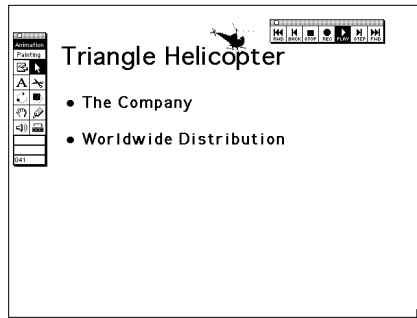 Animation
Painting
A
041
RWD BACK STOP REC PLAY STEP FWD
Triangle Helicopter
• The Company
• Worldwide Distribution